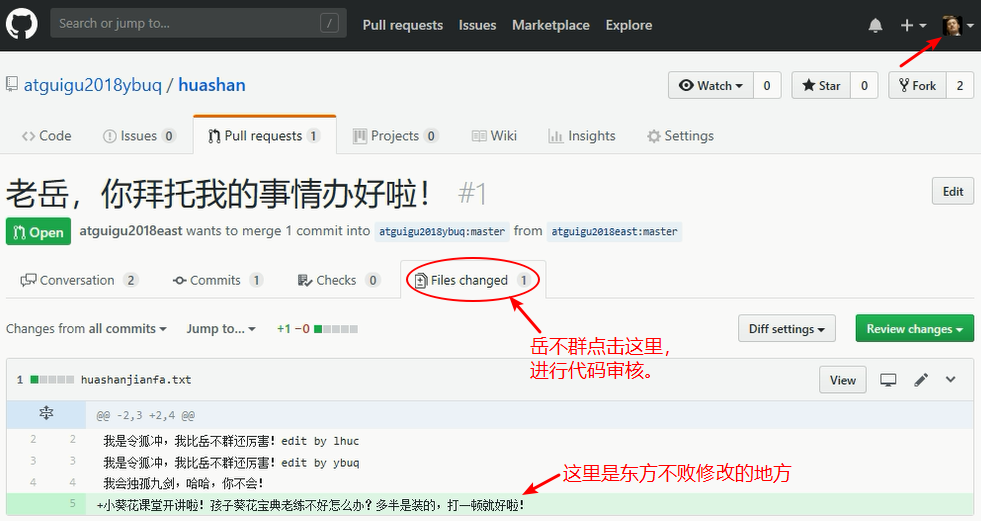 Search or jump to... /
Pull requests Issues Marketplace Explore
atguigu2018ybuq / huashan
Watch 0 Star 0 Fork 2
Code Issues 0 Pull requests 1 Projects 0 Wiki Insights Settings
老岳，你拜托我的事情办好啦！ #1
Edit
Open atguigu2018east wants to merge 1 commit into atguigu2018ybuq:master from atguigu2018east:master
Conversation 2 Commits 1 Checks 0 Files changed 1
Changes from all commits Jump to... +1 −0
Diff settings Review changes
岳不群点击这里，
进行代码审核。
1 huashanjianfa.txt View
@@ -2,3 +2,4 @@
2 2 我是令狐冲，我比岳不群还厉害！edit by lhuc
3 3 我是令狐冲，我比岳不群还厉害！edit by ybuq
4 4 我会独孤九剑，哈哈，你不会！
这里是东方不败修改的地方
5 +小葵花课堂开讲啦！孩子葵花宝典老练不好怎么办？多半是装的，打一顿就好啦！